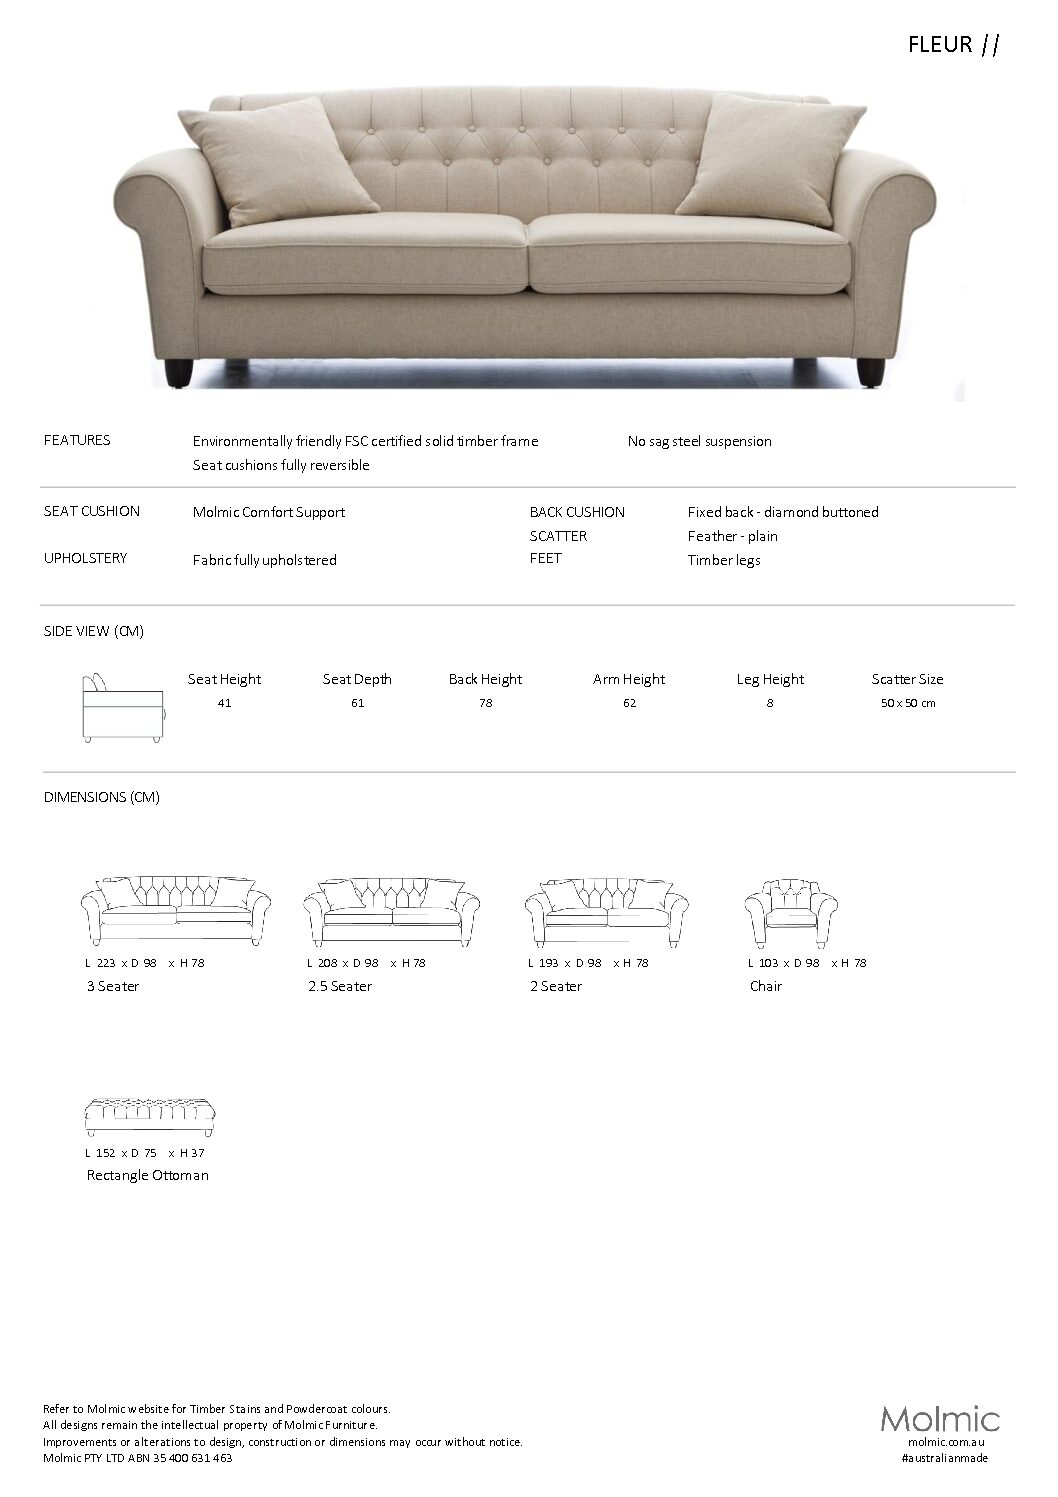 FLEUR //
FEATURES Environmentally friendly FSC certified solid timber frame No sag steel suspension
Seat cushions fully reversible
SEAT CUSHION Molmic Comfort Support BACK CUSHION Fixed back - diamond buttoned
SCATTER Feather - plain
UPHOLSTERY Fabric fully upholstered FEET Timber legs
SIDE VIEW (CM)
Seat Height Seat Depth Back Height Arm Height Leg Height Scatter Size
41 61 78 62 8 50 x 50 cm
DIMENSIONS (CM)
L 223 x D 98 x H 78 L 208 x D 98 x H 78 L 193 x D 98 x H 78 L 103 x D 98 x H 78
3 Seater 2.5 Seater 2 Seater Chair
L 152 x D 75 x H 37
Rectangle Ottoman
Refer to Molmic website for Timber Stains and Powdercoat colours.
All designs remain the intellectual property of Molmic Furniture.
Improvements or alterations to design, construction or dimensions may occur without notice.
Molmic PTY LTD ABN 35 400 631 463
Molmic
molmic.com.au
#australianmade